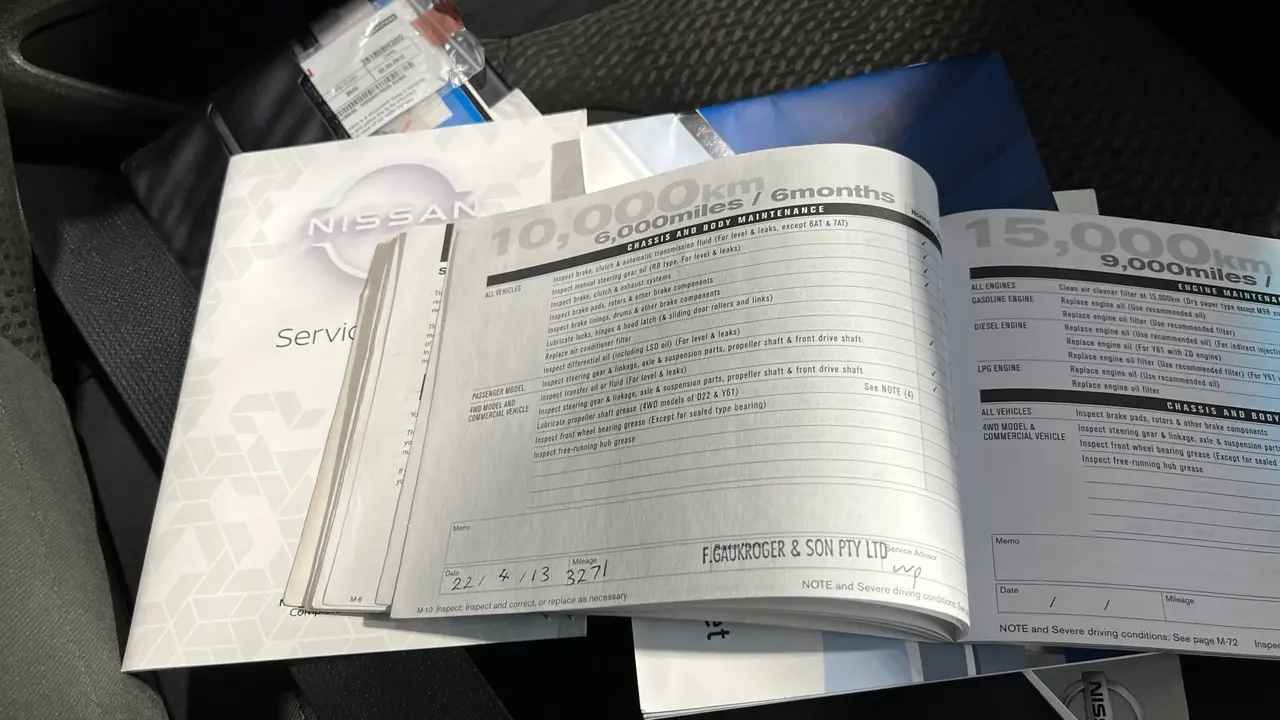 NISSAN
Servic
10,000km
6,000miles / 6months
Normal
CHASSIS AND BODY MAINTENANCE
ALL VEHICLES
Inspect brake, clutch & automatic transmission fluid (For level & leaks, except 6AT & 7AT)
Inspect manual steering gear oil (RB type, For level & leaks)
Inspect brake, clutch & exhaust systems
Inspect brake pads, rotors & other brake components
Inspect brake linings, drums & other brake components
Lubricate locks, hinges & hood latch (& sliding door rollers and links)
Replace air conditioner filter
Inspect differential oil (including LSD oil) (For level & leaks)
PASSENGER MODEL
Inspect steering gear & linkage, axle & suspension parts, propeller shaft & front drive shaft
4WD MODEL AND
COMMERCIAL VEHICLE
Inspect transfer oil or fluid (For level & leaks)
Inspect steering gear & linkage, axle & suspension parts, propeller shaft & front drive shaft
Lubricate propeller shaft grease (4WD models of D22 & Y61) See NOTE (4)
Inspect front wheel bearing grease (Except for sealed type bearing)
Inspect free-running hub grease
Memo
F.GAUKROGER & SON PTY LTD
Service Advisor
Date
22 / 4 / 13
Mileage
3271
NOTE and Severe driving conditions: See
M-10 Inspect: Inspect and correct, or replace as necessary.
M-6
15,000km
9,000miles /
ENGINE MAINTENA
ALL ENGINES
Clean air cleaner filter at 15,000km (Dry paper type except M9R en
GASOLINE ENGINE
Replace engine oil (Use recommended oil)
Replace engine oil filter (Use recommended filter)
DIESEL ENGINE
Replace engine oil (Use recommended oil) (For indirect injectio
Replace engine oil (For Y61 with ZD engine)
Replace engine oil filter (Use recommended filter) (For Y61
LPG ENGINE
Replace engine oil (Use recommended oil)
Replace engine oil filter
CHASSIS AND BODY
ALL VEHICLES
Inspect brake pads, rotors & other brake components
4WD MODEL &
COMMERCIAL VEHICLE
Inspect steering gear & linkage, axle & suspension parts
Inspect front wheel bearing grease (Except for sealed
Inspect free-running hub grease
Memo
Date
/ /
Mileage
NOTE and Severe driving conditions: See page M-72 Inspec
NISSAN